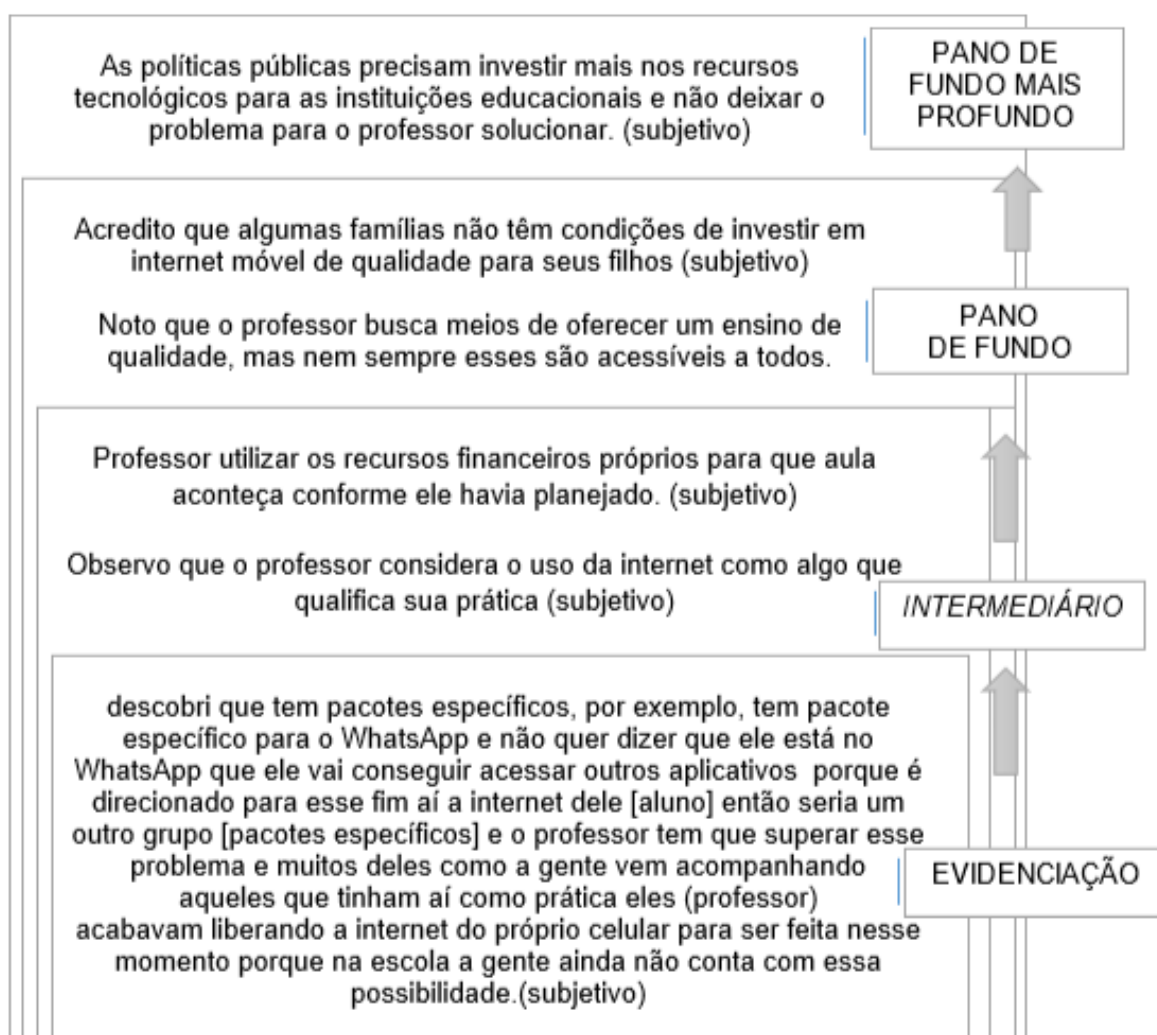 As políticas públicas precisam investir mais nos recursos
tecnológicos para as instituições educacionais e não deixar o
problema para o professor solucionar. (subjetivo)
PANO DE
FUNDO MAIS
PROFUNDO
Acredito que algumas famílias não têm condições de investir em
internet móvel de qualidade para seus filhos (subjetivo)
Noto que o professor busca meios de oferecer um ensino de
qualidade, mas nem sempre esses são acessíveis a todos.
PANO
DE FUNDO
Professor utilizar os recursos financeiros próprios para que aula
aconteça conforme ele havia planejado. (subjetivo)
Observo que o professor considera o uso da internet como algo que
qualifica sua prática (subjetivo)
INTERMEDIÁRIO
descobri que tem pacotes específicos, por exemplo, tem pacote
específico para o WhatsApp e não quer dizer que ele está no
WhatsApp que ele vai conseguir acessar outros aplicativos porque é
direcionado para esse fim aí a internet dele [aluno] então seria um
outro grupo [pacotes específicos] e o professor tem que superar esse
problema e muitos deles como a gente vem acompanhando
aqueles que tinham aí como prática eles (professor)
acabavam liberando a internet do próprio celular para ser feita nesse
momento porque na escola a gente ainda não conta com essa
possibilidade.(subjetivo)
EVIDENCIAÇÃO